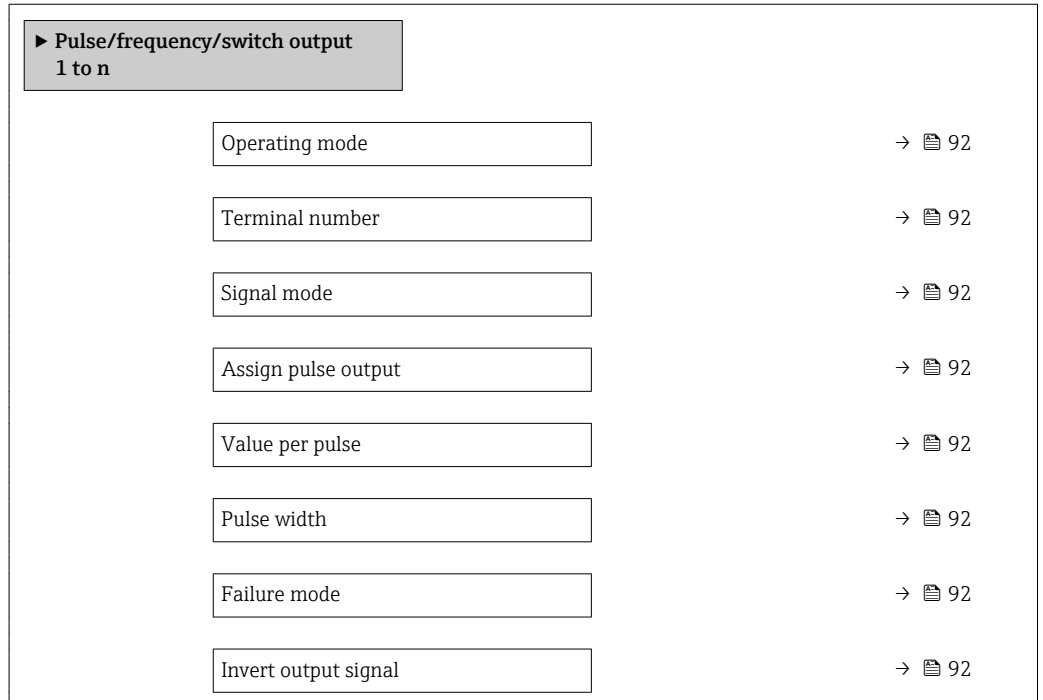 ▶ Pulse/frequency/switch output
1 to n
Operating mode → 92
Terminal number → 92
Signal mode → 92
Assign pulse output → 92
Value per pulse → 92
Pulse width → 92
Failure mode → 92
Invert output signal → 92